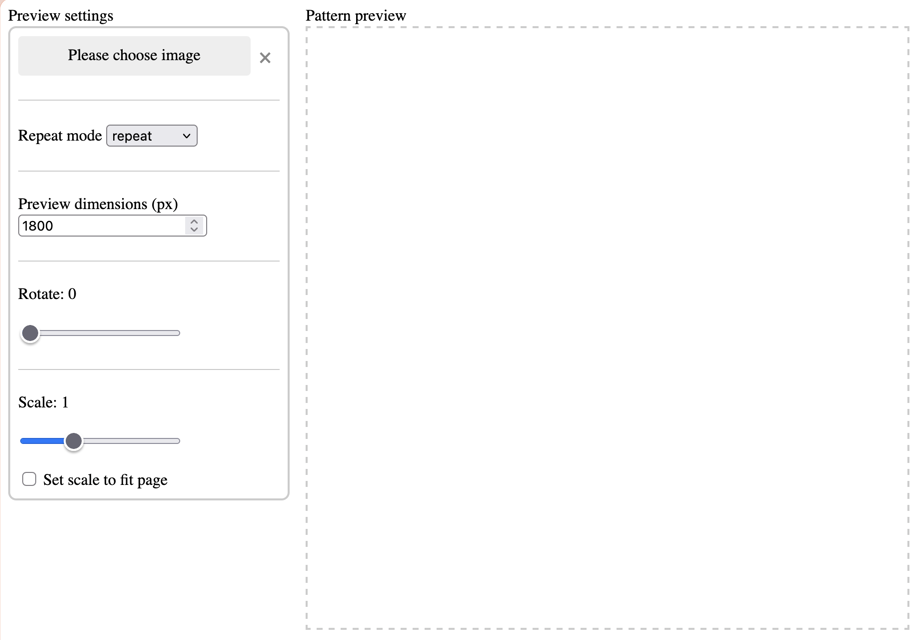 Preview settings
Please choose image
Repeat mode repeat
Preview dimensions (px)
1800
Rotate: 0
Scale: 1
Set scale to fit page
Pattern preview